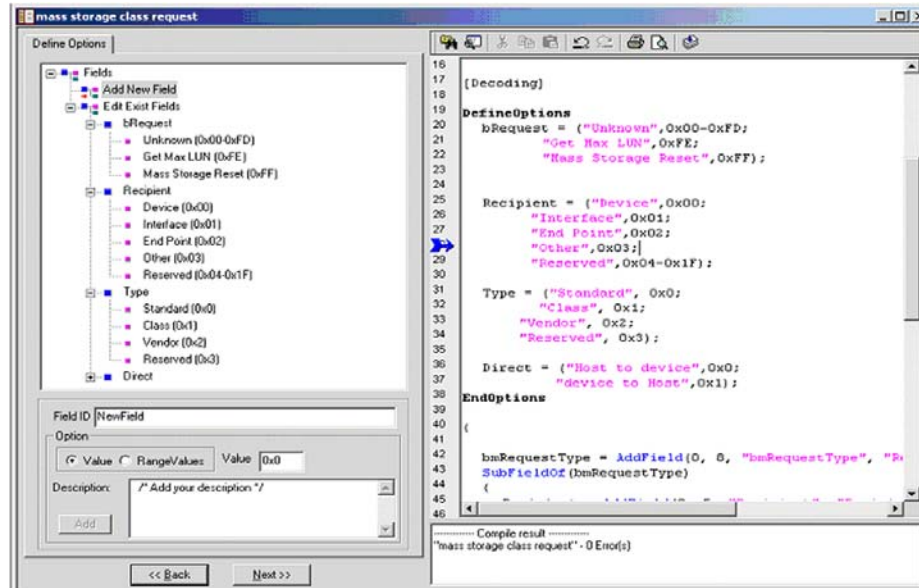 mass storage class request
Define Options
Fields
Add New Field
Edit Exist Fields
bRequest
Unknown (0x00-0xFD)
Get Max LUN (0xFE)
Mass Storage Reset (0xFF)
Recipient
Device (0x00)
Interface (0x01)
End Point (0x02)
Other (0x03)
Reserved (0x04-0x1F)
Type
Standard (0x0)
Class (0x1)
Vendor (0x2)
Reserved (0x3)
Direct
Field ID NewField
Option
Value RangeValues Value 0x0
Description: /* Add your description */
Add
<< Back Next >>
16
17 [Decoding]
18
19 DefineOptions
20 bRequest = ("Unknown",0x00-0xFD;
21 "Get Max LUN",0xFE;
22 "Mass Storage Reset",0xFF);
23
24
25 Recipient = ("Device",0x00;
26 "Interface",0x01;
27 "End Point",0x02;
"Other",0x03;
29 "Reserved",0x04-0x1F);
30
31 Type = ("Standard", 0x0;
32 "Class", 0x1;
33 "Vendor", 0x2;
34 "Reserved", 0x3);
35
36 Direct = ("Host to device",0x0;
37 "device to Host",0x1);
38 EndOptions
39
40 (
41
42 bmRequestType = AddField(0, 8, "bmRequestType", "Re
43 SubFieldOf(bmRequestType)
44 (
45
46
------------ Compile result ------------
"mass storage class request" - 0 Error(s)